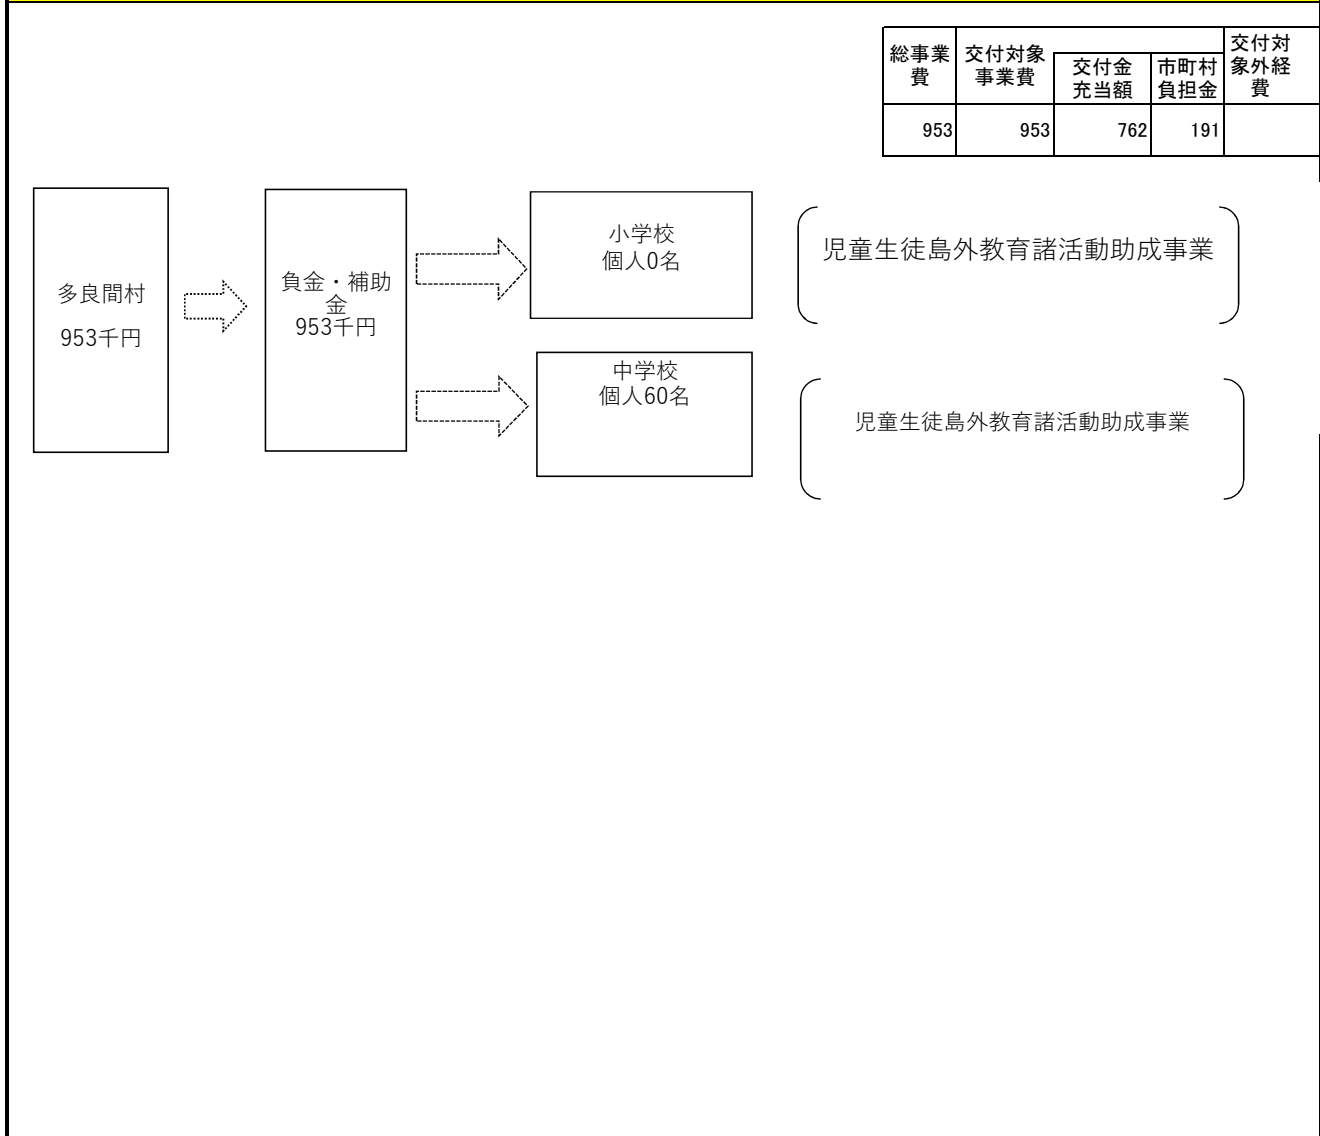 総事業
費
交付対象
事業費
交付金
充当額
市町村
負担金
交付対
象外経
費
953
953
762
191
多良間村
953千円
負金・補助
金
953千円
小学校
個人0名
児童生徒島外教育諸活動助成事業
中学校
個人60名
児童生徒島外教育諸活動助成事業